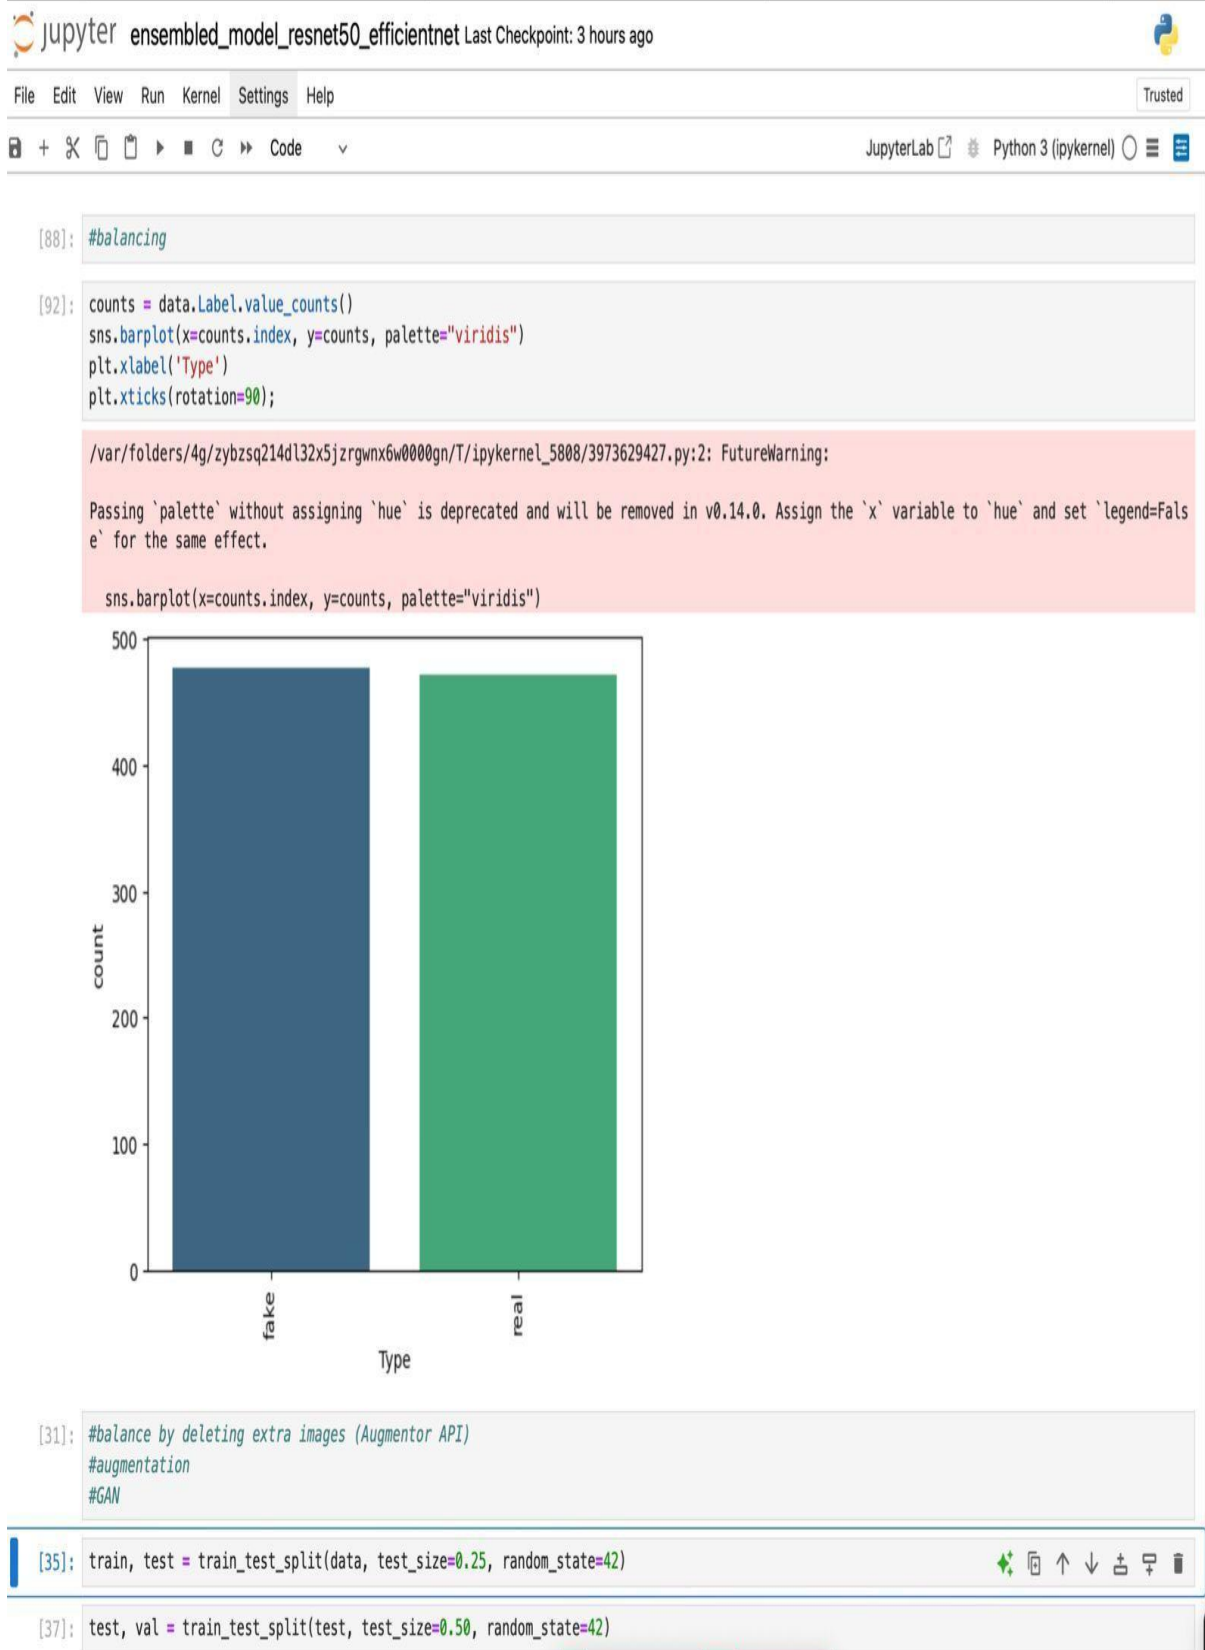 jupyter ensembled_model_resnet50_efficientnet Last Checkpoint: 3 hours ago
File Edit View Run Kernel Settings Help Trusted
Code JupyterLab Python 3 (ipykernel)
[88]: #balancing
[92]: counts = data.Label.value_counts()
sns.barplot(x=counts.index, y=counts, palette="viridis")
plt.xlabel('Type')
plt.xticks(rotation=90);
/var/folders/4g/zybzsq214dl32x5jzrgwnx6w0000gn/T/ipykernel_5808/3973629427.py:2: FutureWarning:
Passing `palette` without assigning `hue` is deprecated and will be removed in v0.14.0. Assign the `x` variable to `hue` and set `legend=Fals
e` for the same effect.
sns.barplot(x=counts.index, y=counts, palette="viridis")
500
400
300
200
100
0
count
fake
real
Type
[31]: #balance by deleting extra images (Augmentor API)
#augmentation
#GAN
[35]: train, test = train_test_split(data, test_size=0.25, random_state=42)
[37]: test, val = train_test_split(test, test_size=0.50, random_state=42)